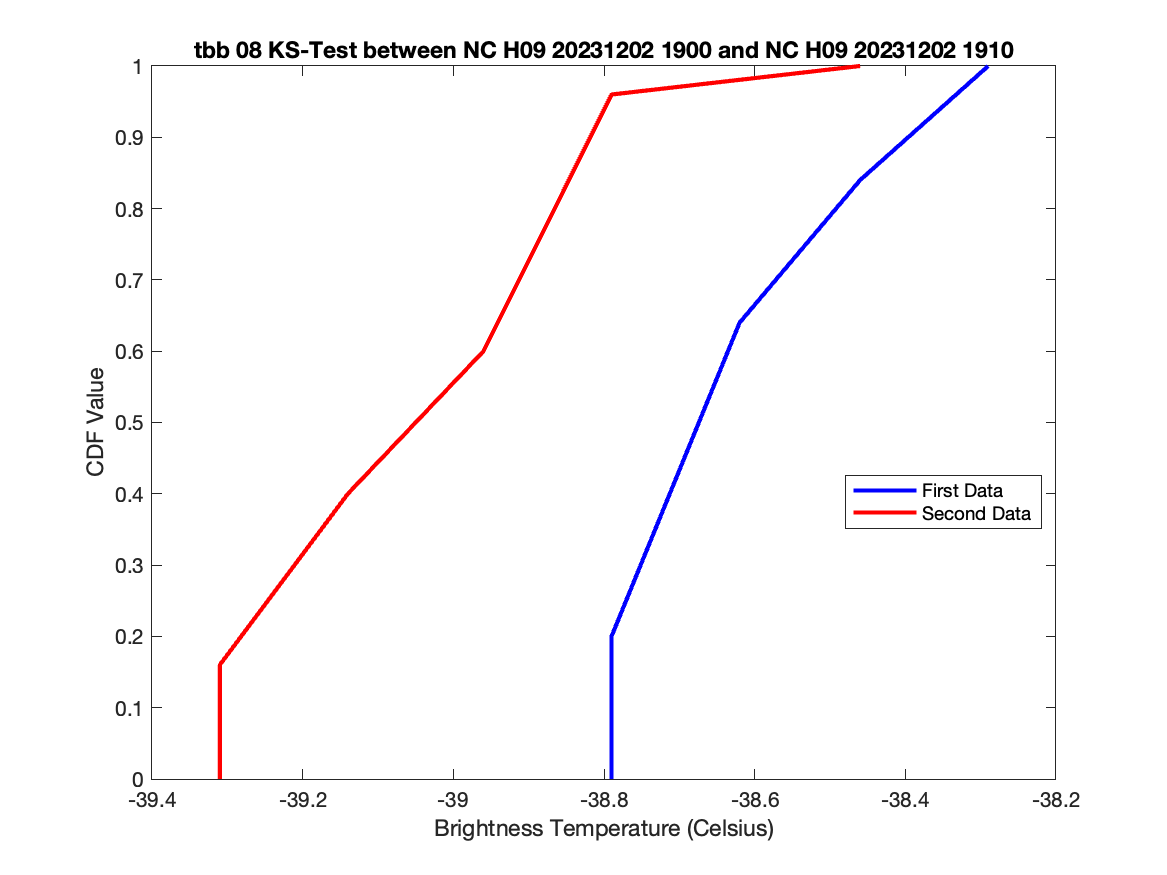 tbb 08 KS-Test between NC H09 20231202 1900 and NC H09 20231202 1910
1
0.9
0.8
0.7
0.6
0.5
0.4
0.3
0.2
0.1
0
CDF Value
First Data
Second Data
-39.4 -39.2 -39 -38.8 -38.6 -38.4 -38.2
Brightness Temperature (Celsius)